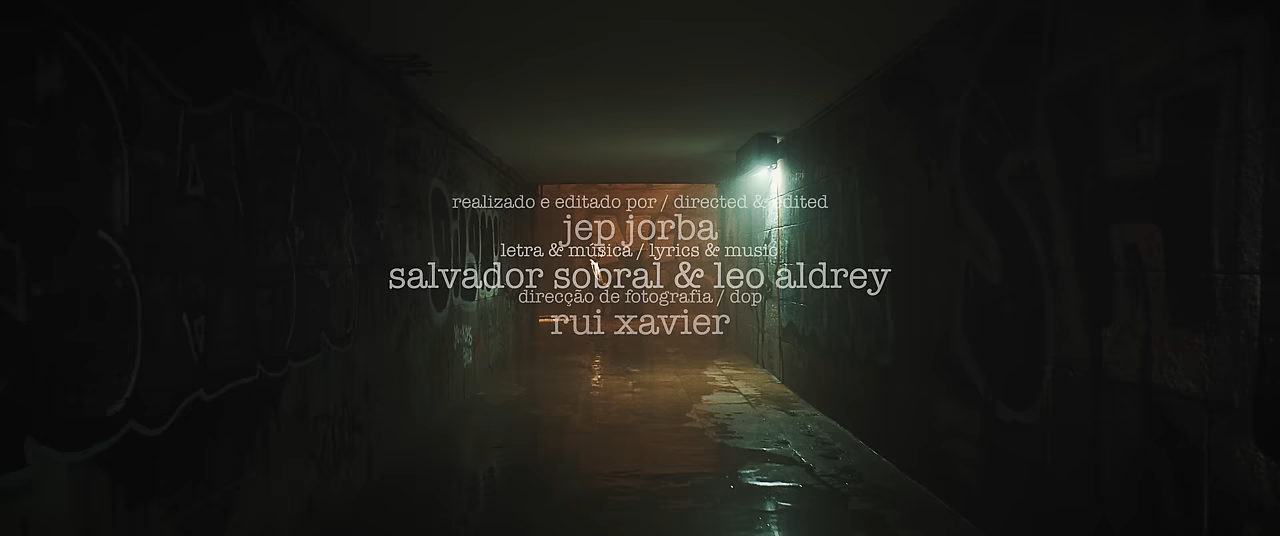 realizado e editado por / directed & edited
jep jorba
letra & música / lyrics & music
salvador sobral & leo aldrey
direcção de fotografia / dop
rui xavier